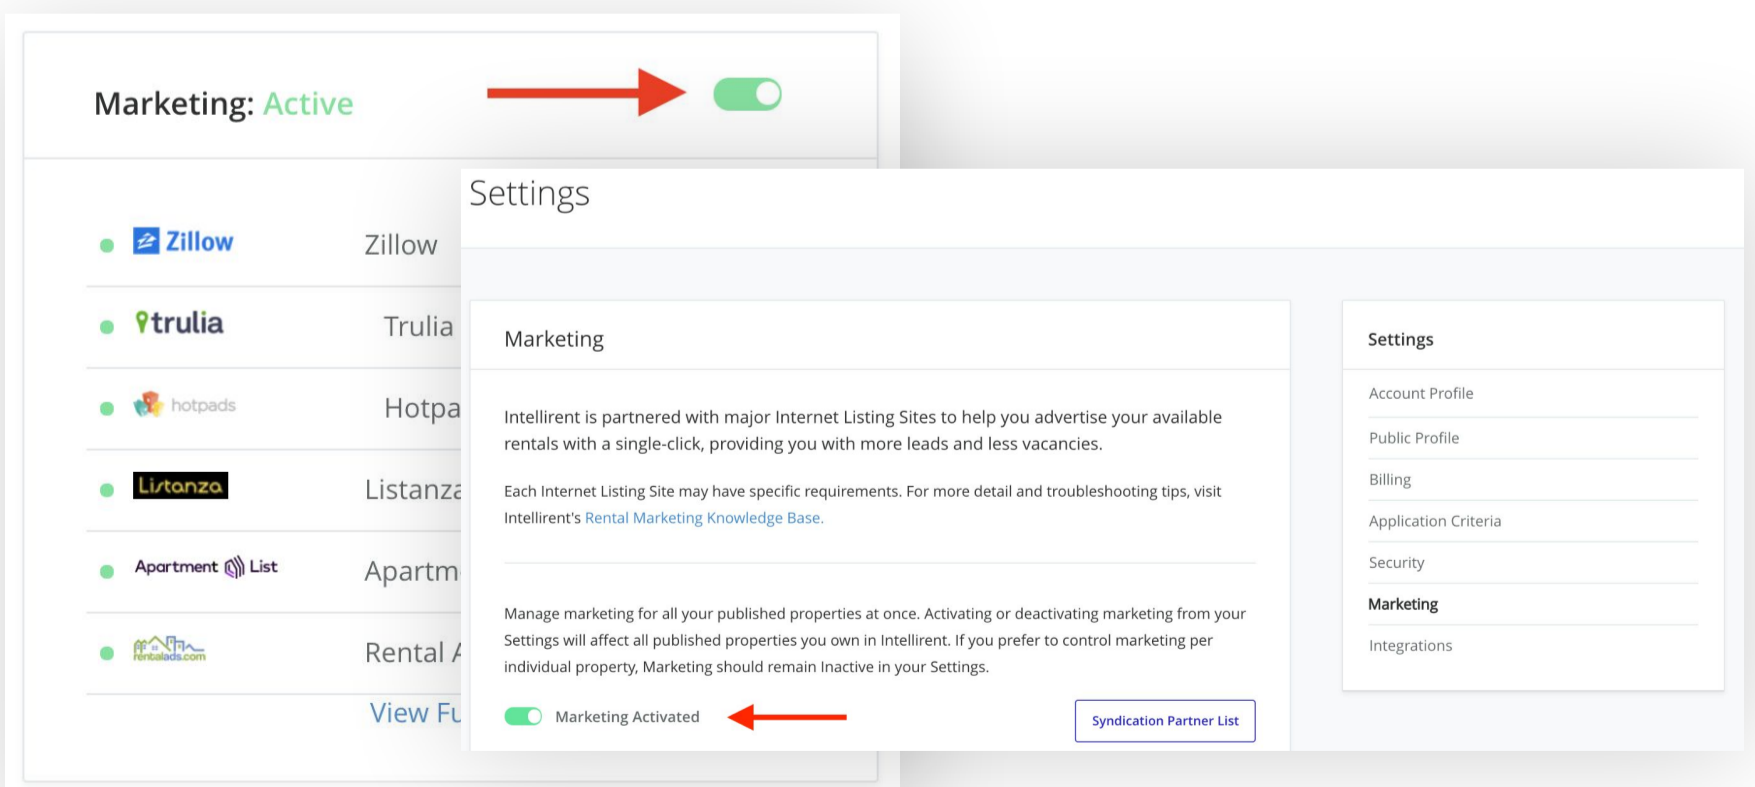 Marketing: Active
Zillow Zillow
trulia Trulia
hotpads Hotpa
Listanza Listanza
Apartment List Apartm
rentalads.com Rental A
View Fu
Settings
Marketing
Intellirent is partnered with major Internet Listing Sites to help you advertise your available
rentals with a single-click, providing you with more leads and less vacancies.
Each Internet Listing Site may have specific requirements. For more detail and troubleshooting tips, visit
Intellirent's Rental Marketing Knowledge Base.
Manage marketing for all your published properties at once. Activating or deactivating marketing from your
Settings will affect all published properties you own in Intellirent. If you prefer to control marketing per
individual property, Marketing should remain Inactive in your Settings.
Marketing Activated
Syndication Partner List
Settings
Account Profile
Public Profile
Billing
Application Criteria
Security
Marketing
Integrations